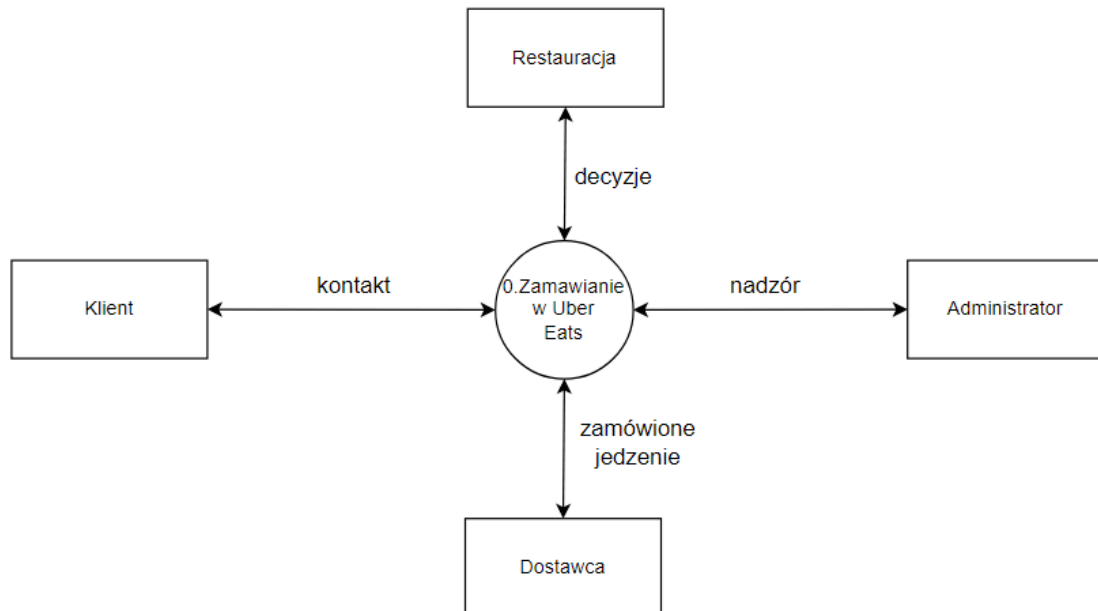 Restauracja
decyzje
Klient
kontakt
0.Zamawianie
w Uber
Eats
nadzór
Administrator
zamówione
jedzenie
Dostawca